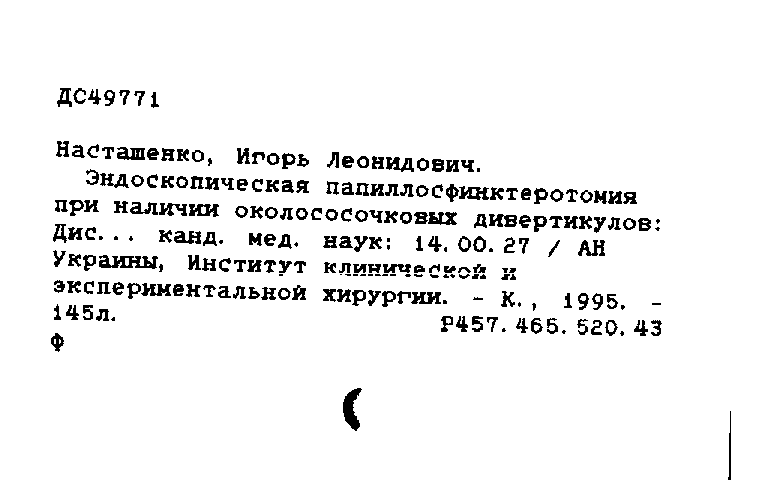 ДС49771
Насташенко, Игорь Леонидович.
Эндоскопическая папиллосфинктеротомия
при наличии околососочковых дивертикулов:
Дис... канд. мед. наук: 14.00.27 / АН
Украины, Институт клинической и
экспериментальной хирургии. - К., 1995. -
145л. Р457.465.520.43
Ф